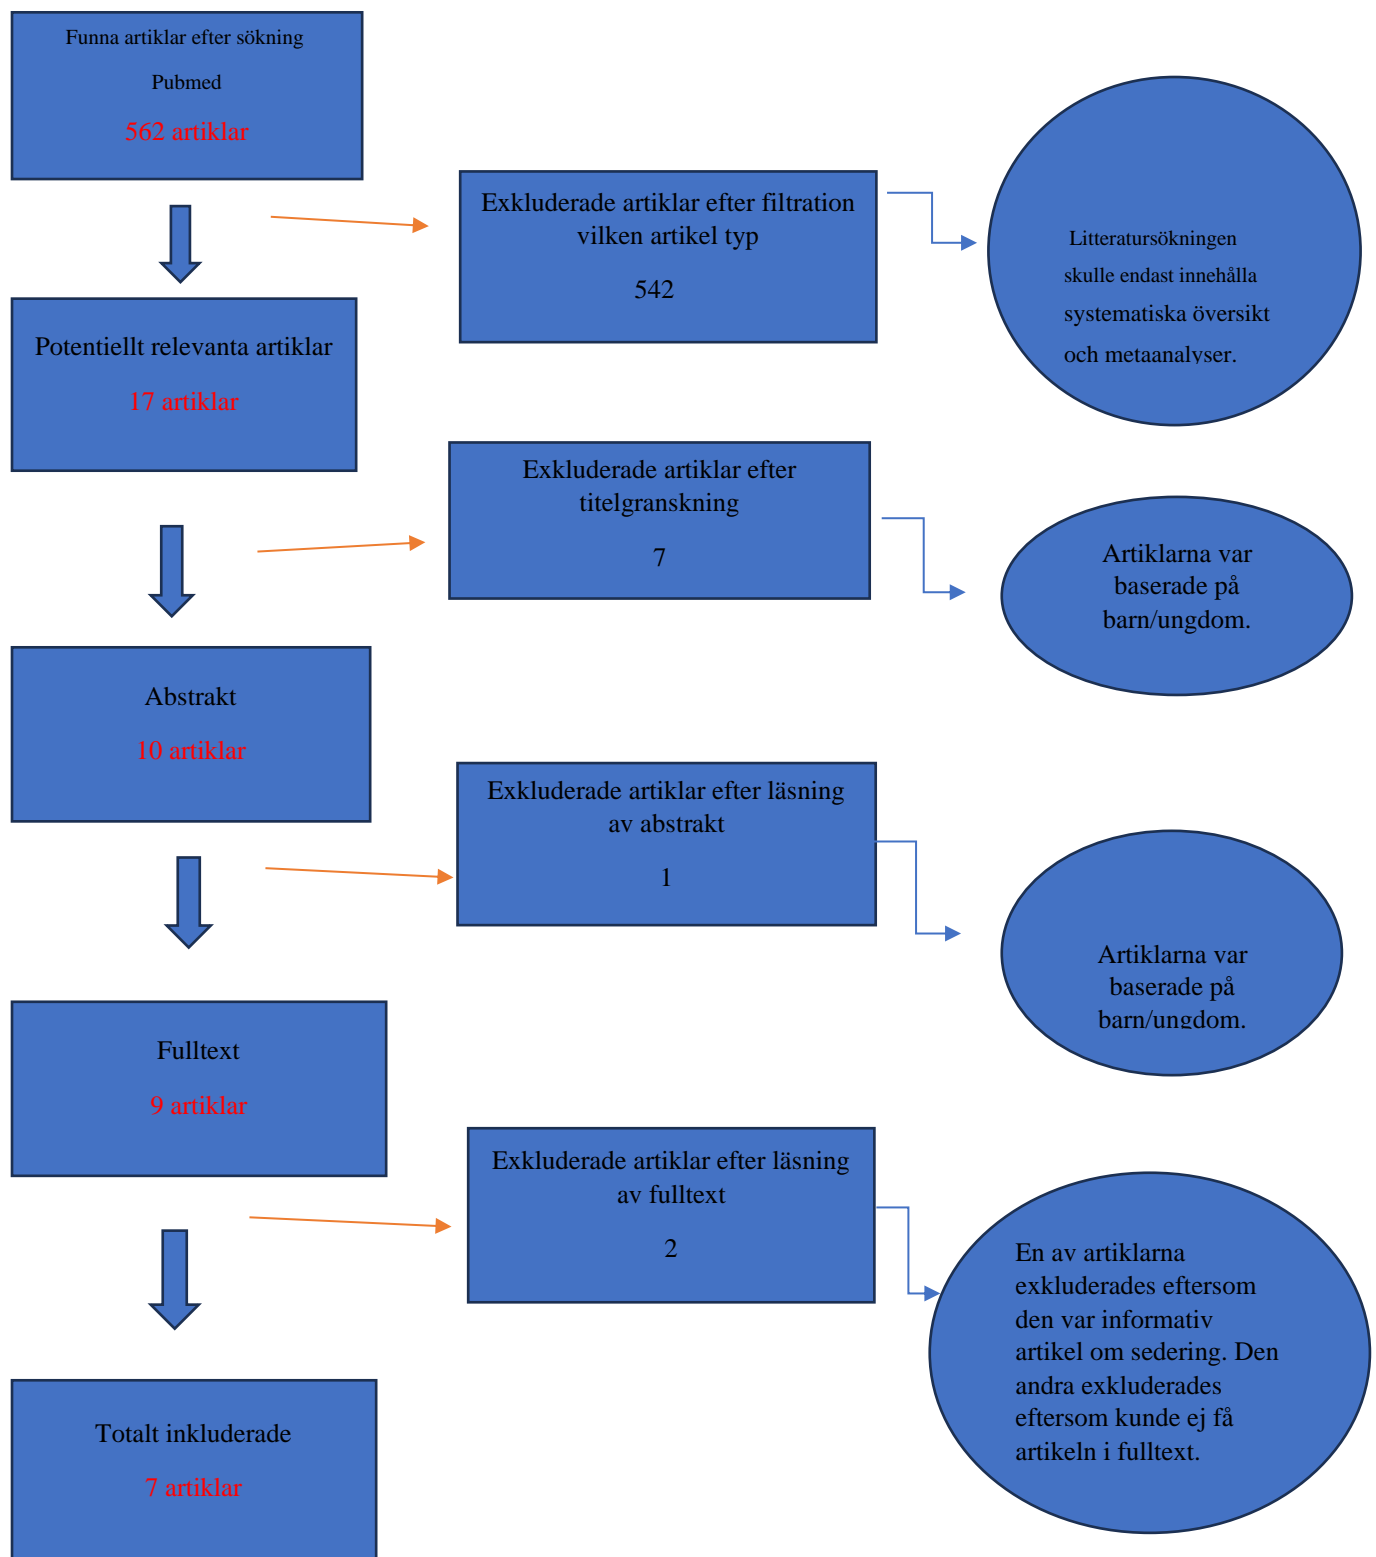 Funna artiklar efter sökning
Pubmed
562 artiklar
Exkluderade artiklar efter filtration
vilken artikel typ
542
Litteratursökningen
skulle endast innehålla
systematiska översikt
och metaanalyser.
Potentiellt relevanta artiklar
17 artiklar
Exkluderade artiklar efter
titelgranskning
7
Artiklarna var
baserade på
barn/ungdom.
Abstrakt
10 artiklar
Exkluderade artiklar efter läsning
av abstrakt
1
Artiklarna var
baserade på
barn/ungdom.
Fulltext
9 artiklar
Exkluderade artiklar efter läsning
av fulltext
2
En av artiklarna
exkluderades eftersom
den var informativ
artikel om sedering. Den
andra exkluderades
eftersom kunde ej få
artikeln i fulltext.
Totalt inkluderade
7 artiklar